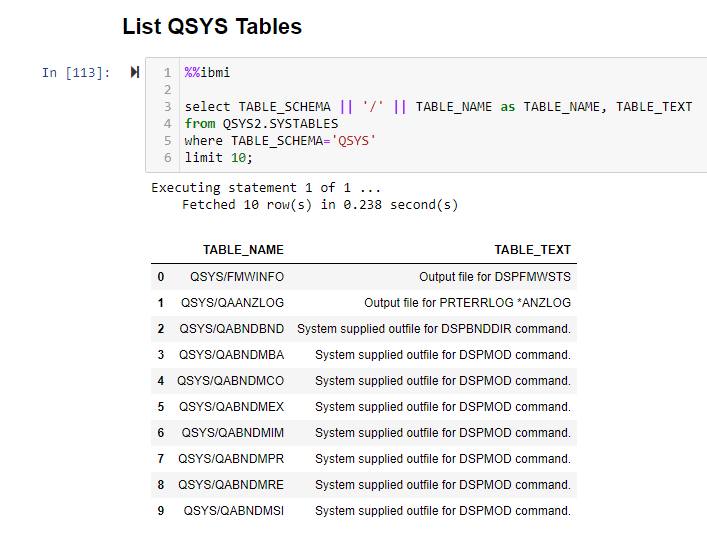 List QSYS Tables
In [113]:
1 %%ibmi
2
3 select TABLE_SCHEMA || '/' || TABLE_NAME as TABLE_NAME, TABLE_TEXT
4 from QSYS2.SYSTABLES
5 where TABLE_SCHEMA='QSYS'
6 limit 10;
Executing statement 1 of 1 ...
Fetched 10 row(s) in 0.238 second(s)
TABLE_NAME TABLE_TEXT
0 QSYS/FMWINFO Output file for DSPFMWSTS
1 QSYS/QAANZLOG Output file for PRTERRLOG *ANZLOG
2 QSYS/QABNDBND System supplied outfile for DSPBNDDIR command.
3 QSYS/QABNDMBA System supplied outfile for DSPMOD command.
4 QSYS/QABNDMCO System supplied outfile for DSPMOD command.
5 QSYS/QABNDMEX System supplied outfile for DSPMOD command.
6 QSYS/QABNDMIM System supplied outfile for DSPMOD command.
7 QSYS/QABNDMPR System supplied outfile for DSPMOD command.
8 QSYS/QABNDMRE System supplied outfile for DSPMOD command.
9 QSYS/QABNDMSI System supplied outfile for DSPMOD command.